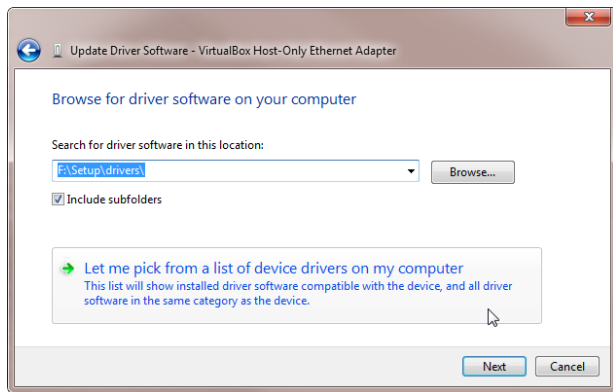 Update Driver Software - VirtualBox Host-Only Ethernet Adapter
Browse for driver software on your computer
Search for driver software in this location:
F:\Setup\drivers\
Browse...
Include subfolders
Let me pick from a list of device drivers on my computer
This list will show installed driver software compatible with the device, and all driver
software in the same category as the device.
Next
Cancel